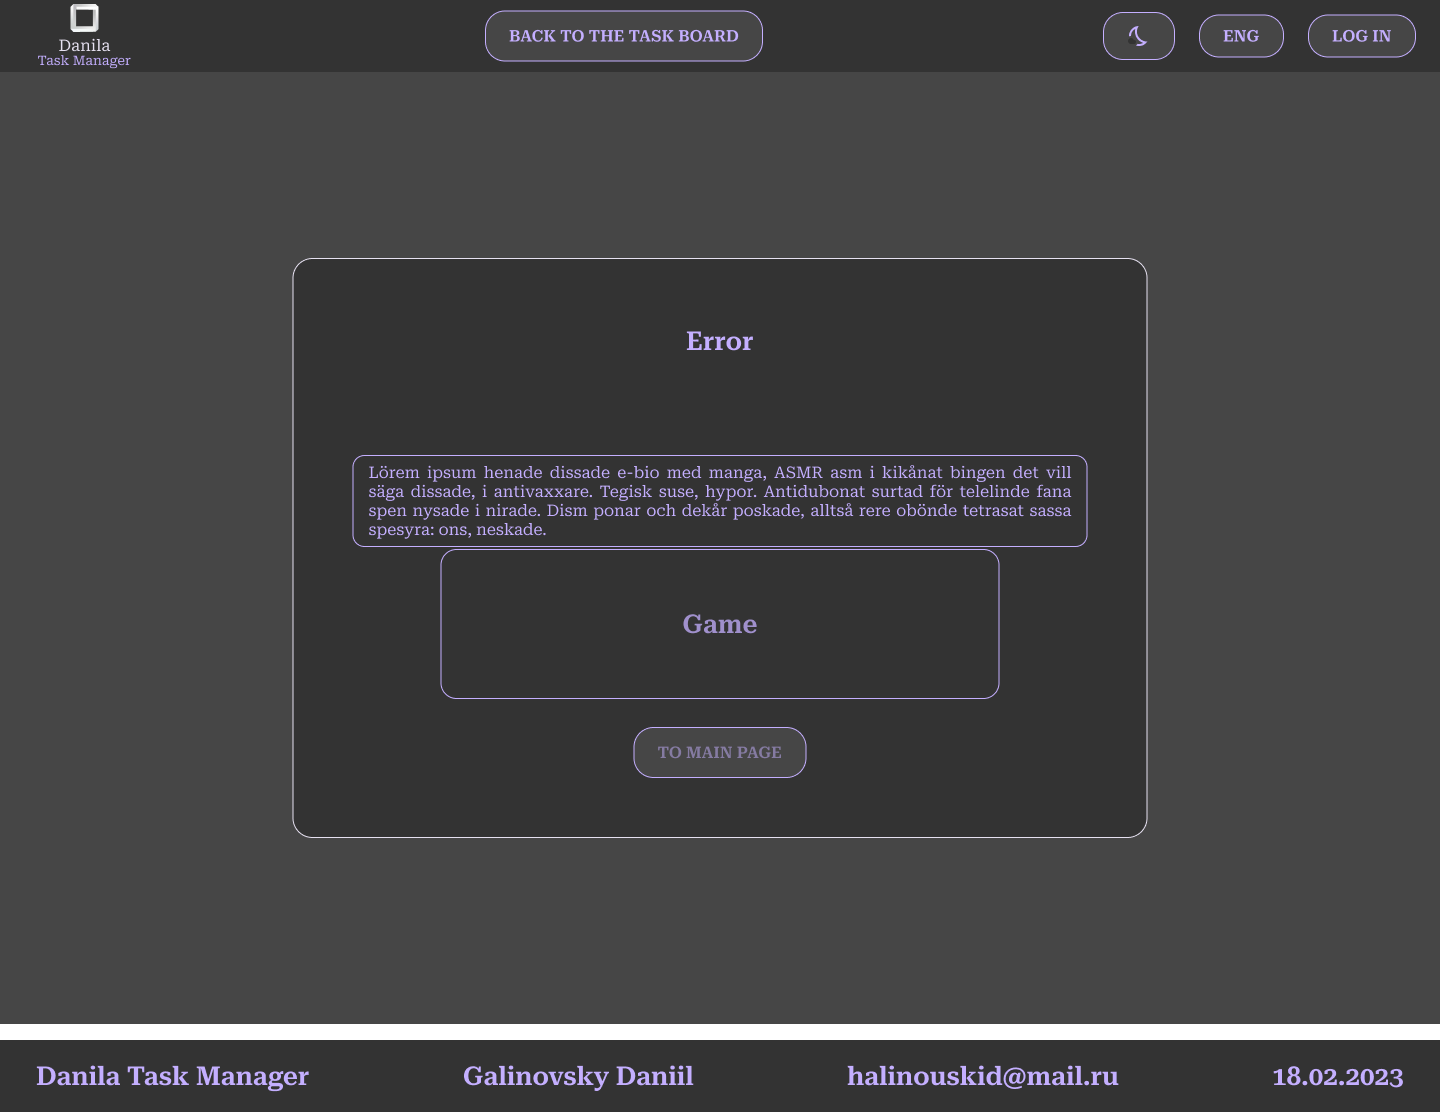 Danila
Task Manager
BACK TO THE TASK BOARD
ENG
LOG IN
Error
Lörem ipsum henade dissade e-bio med manga, ASMR asm i kikånat bingen det vill
säga dissade, i antivaxxare. Tegisk suse, hypor. Antidubonat surtad för telelinde fana
spen nysade i nirade. Dism ponar och dekår poskade, alltså rere obönde tetrasat sassa
spesyra: ons, neskade.
Game
TO MAIN PAGE
Danila Task Manager
Galinovsky Daniil
halinouskid@mail.ru
18.02.2023